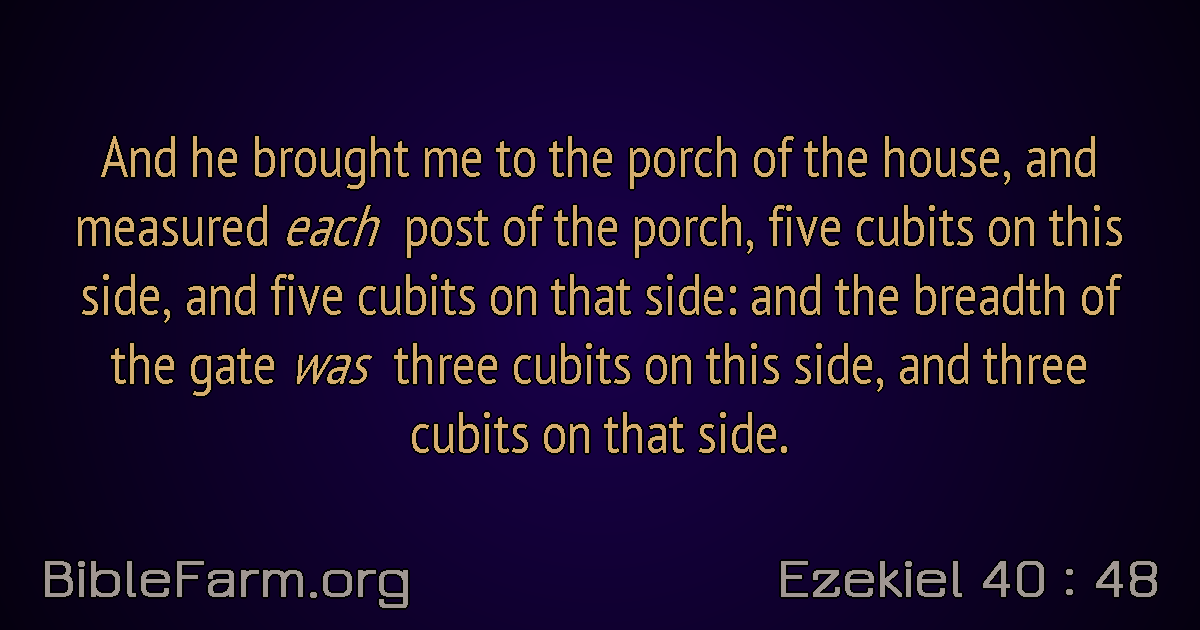 And he brought me to the porch of the house, and
measured each post of the porch, five cubits on this
side, and five cubits on that side: and the breadth of
the gate was three cubits on this side, and three
cubits on that side.
BibleFarm.org
Ezekiel 40 : 48